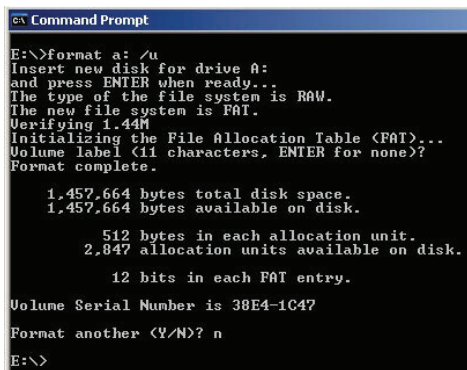 Command Prompt
E:\>format a: /u
Insert new disk for drive A:
and press ENTER when ready...
The type of the file system is RAW.
The new file system is FAT.
Verifying 1.44M
Initializing the File Allocation Table (FAT)...
Volume label (11 characters, ENTER for none)?
Format complete.
1,457,664 bytes total disk space.
1,457,664 bytes available on disk.
512 bytes in each allocation unit.
2,847 allocation units available on disk.
12 bits in each FAT entry.
Volume Serial Number is 38E4-1C47
Format another (Y/N)? n
E:\>